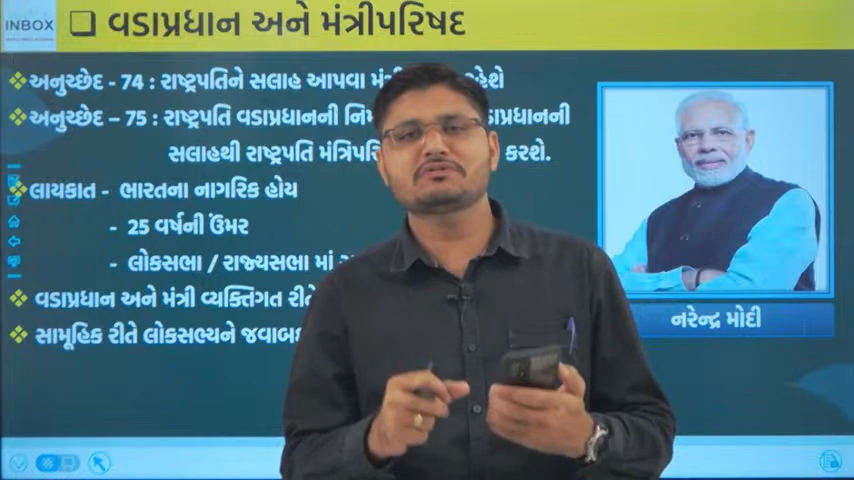 INBOX
❑ વડાપ્રધાન અને મંત્રીપરિષદ
❖ અનુચ્છેદ - 74 : રાષ્ટ્રપતિને સલાહ આપવા રહેશે
❖ અનુચ્છેદ – 75 : રાષ્ટ્રપતિ વડાપ્રધાનની
સલાહથી રાષ્ટ્રપતિ કરશે.
❖ લાયકાત - ભારતના નાગરિક હોય
- 25 વર્ષની ઉંમર
- લોકસભા / રાજ્યસભા માં
❖ વડાપ્રધાન અને મંત્રી વ્યક્તિગત
❖ સામૂહિક રીતે લોકસભ્યને
નરેન્દ્ર મોદી